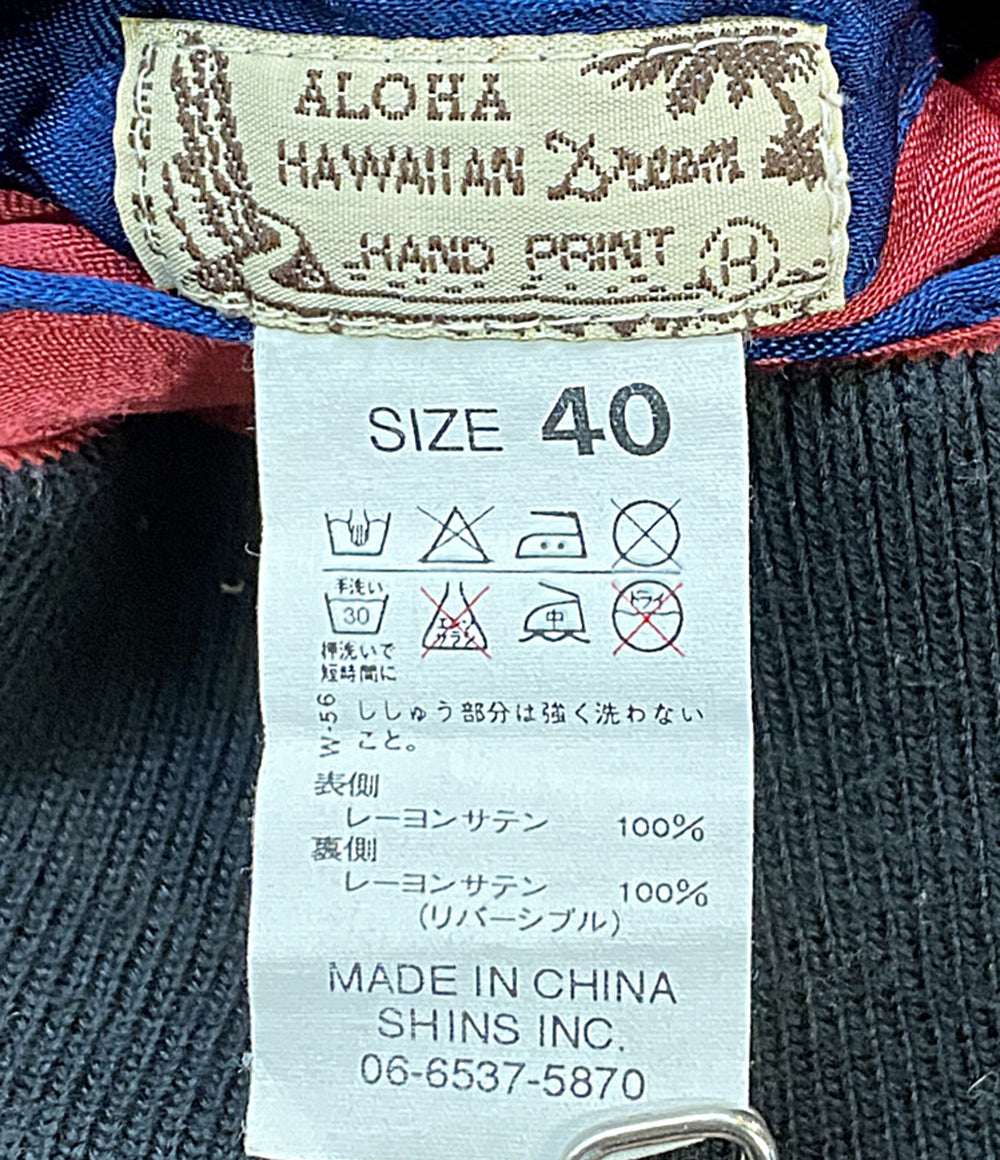 ALOHA
HAWAIIAN Dream
HAND PRINT H
SIZE 40
手洗い
30
エンソ
サラシ
中
ドライ
押洗いで
短時間に
W-56
ししゅう部分は強く洗わない
こと。
表側
レーヨンサテン 100%
裏側
レーヨンサテン 100%
(リバーシブル)
MADE IN CHINA
SHINS INC.
06-6537-5870